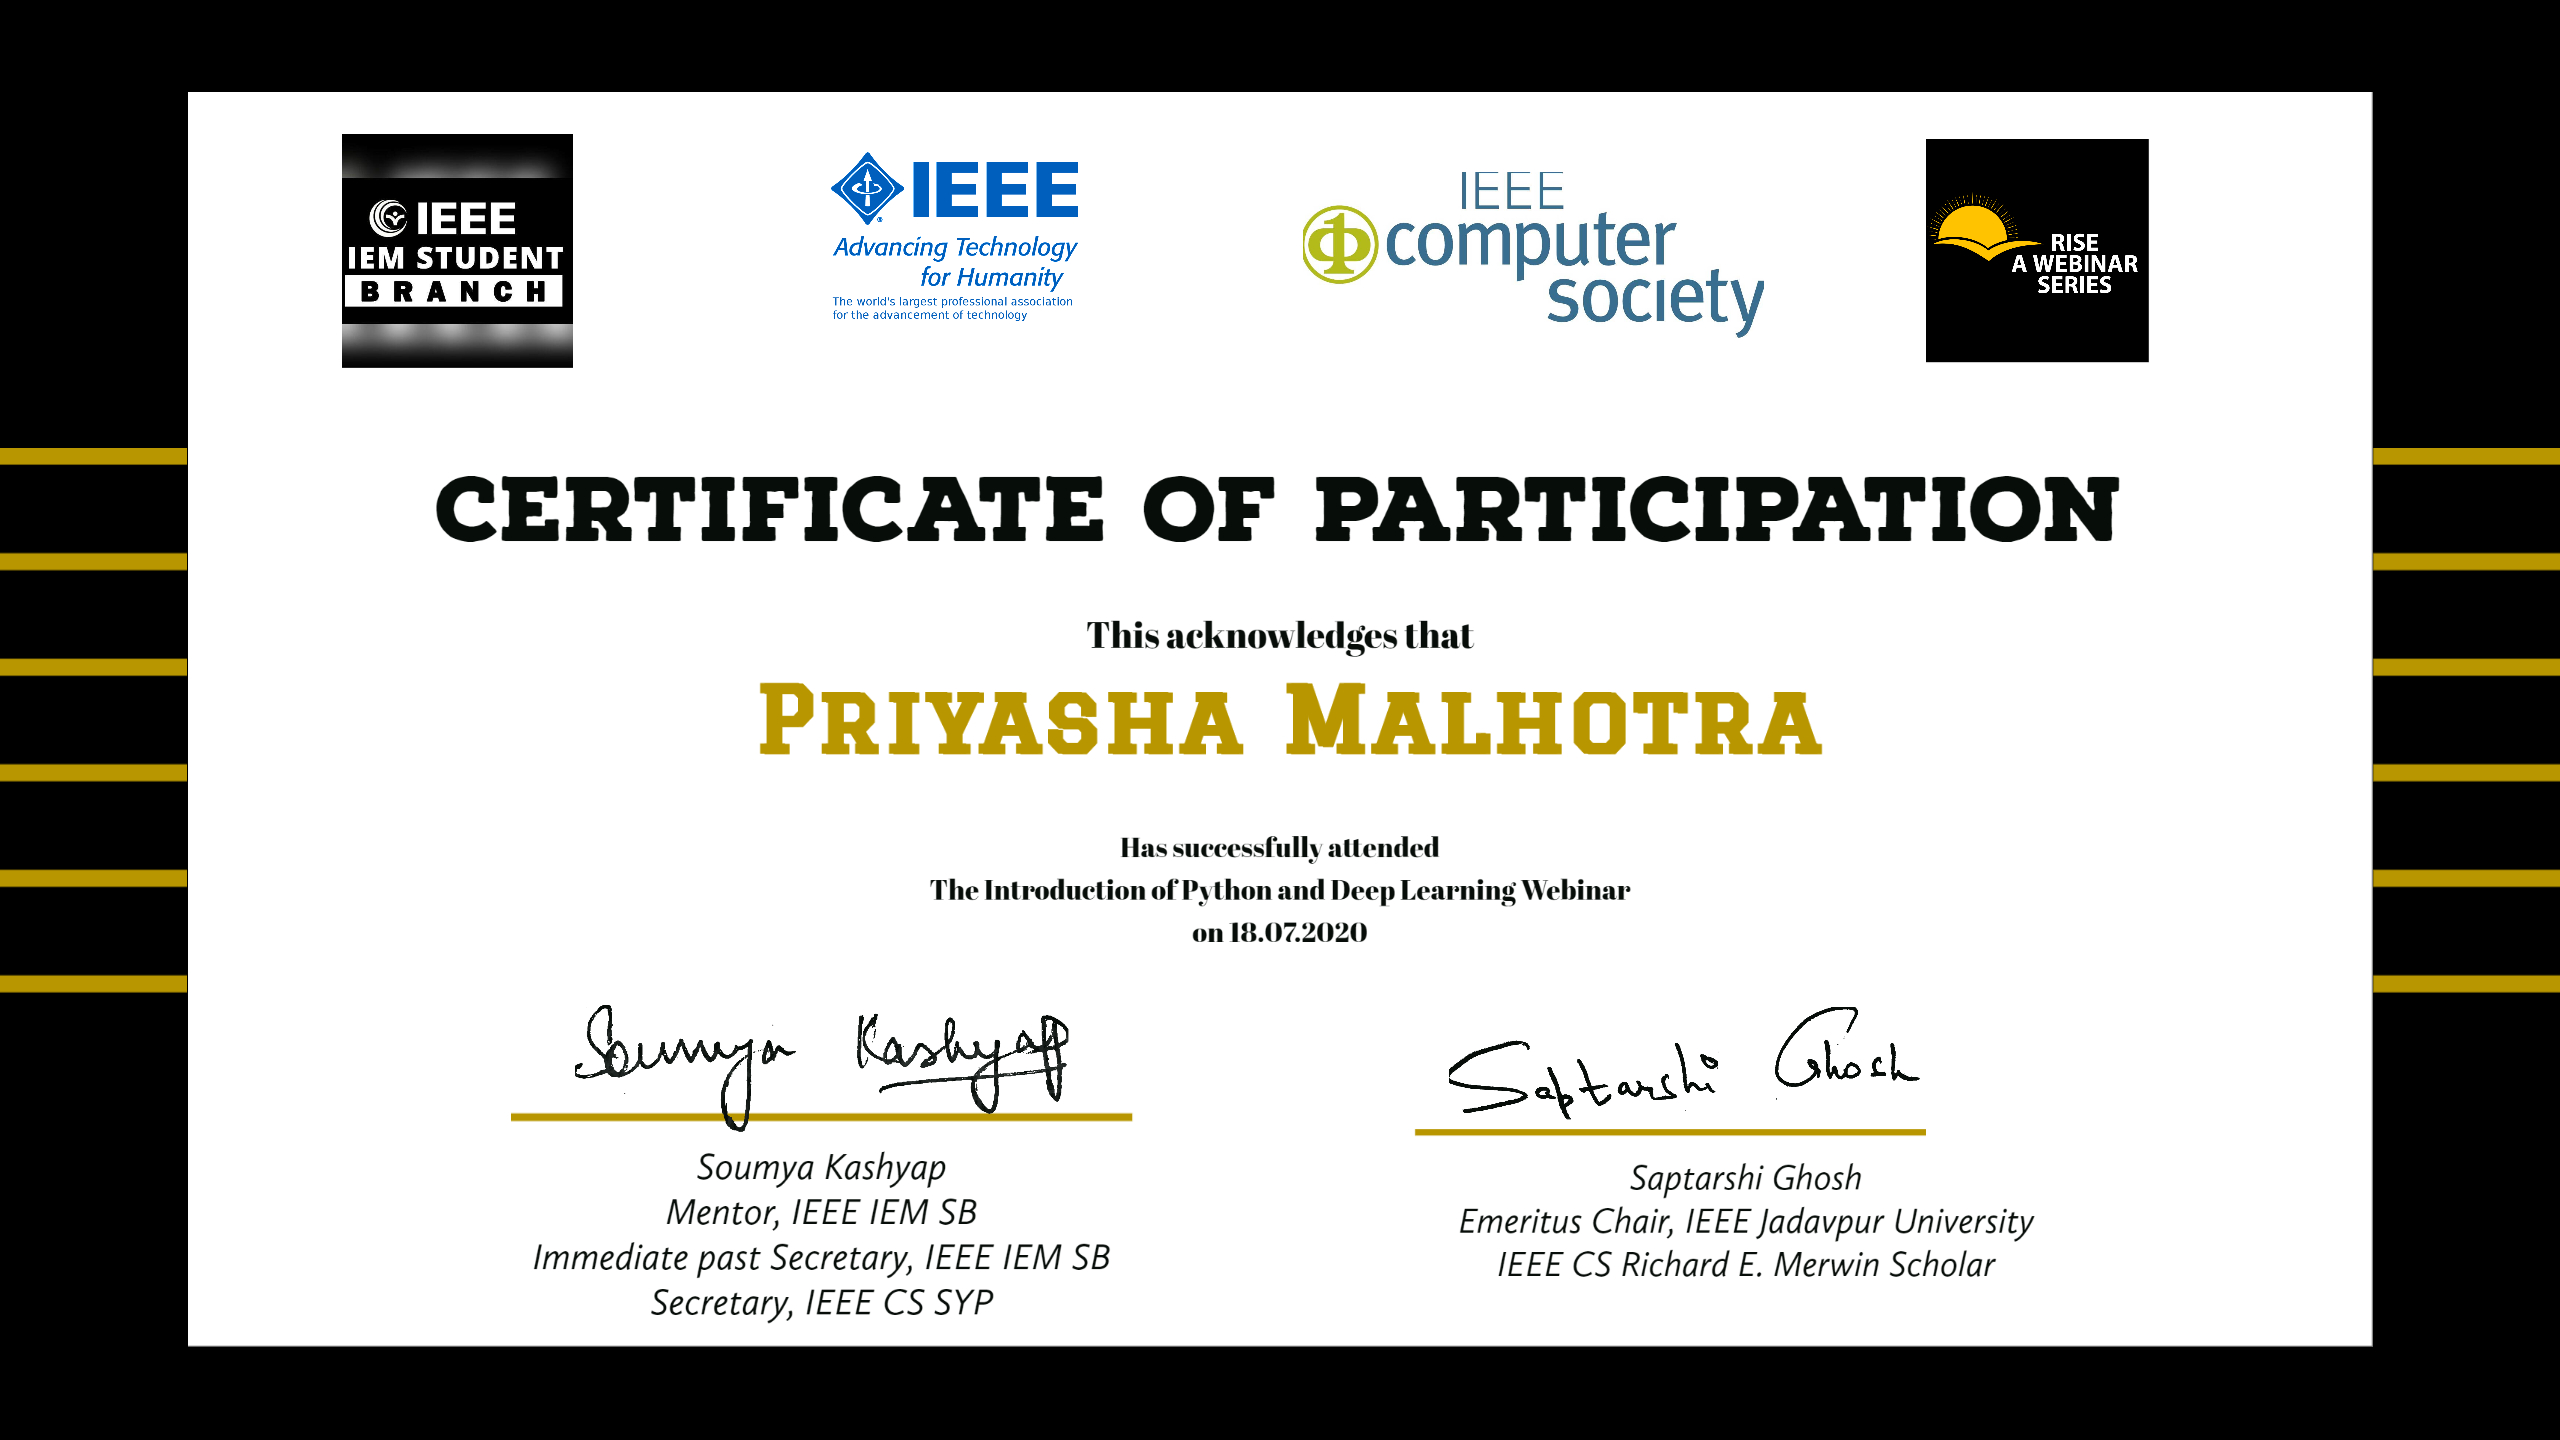 IEEE
IEM STUDENT
BRANCH
IEEE
Advancing Technology
for Humanity
The world's largest professional association
for the advancement of technology
IEEE
computer
society
RISE
A WEBINAR
SERIES
CERTIFICATE OF PARTICIPATION
This acknowledges that
PRIYASHA MALHOTRA
Has successfully attended
The Introduction of Python and Deep Learning Webinar
on 18.07.2020
Soumya Kashyap
Soumya Kashyap
Mentor, IEEE IEM SB
Immediate past Secretary, IEEE IEM SB
Secretary, IEEE CS SYP
Saptarshi Ghosh
Saptarshi Ghosh
Emeritus Chair, IEEE Jadavpur University
IEEE CS Richard E. Merwin Scholar